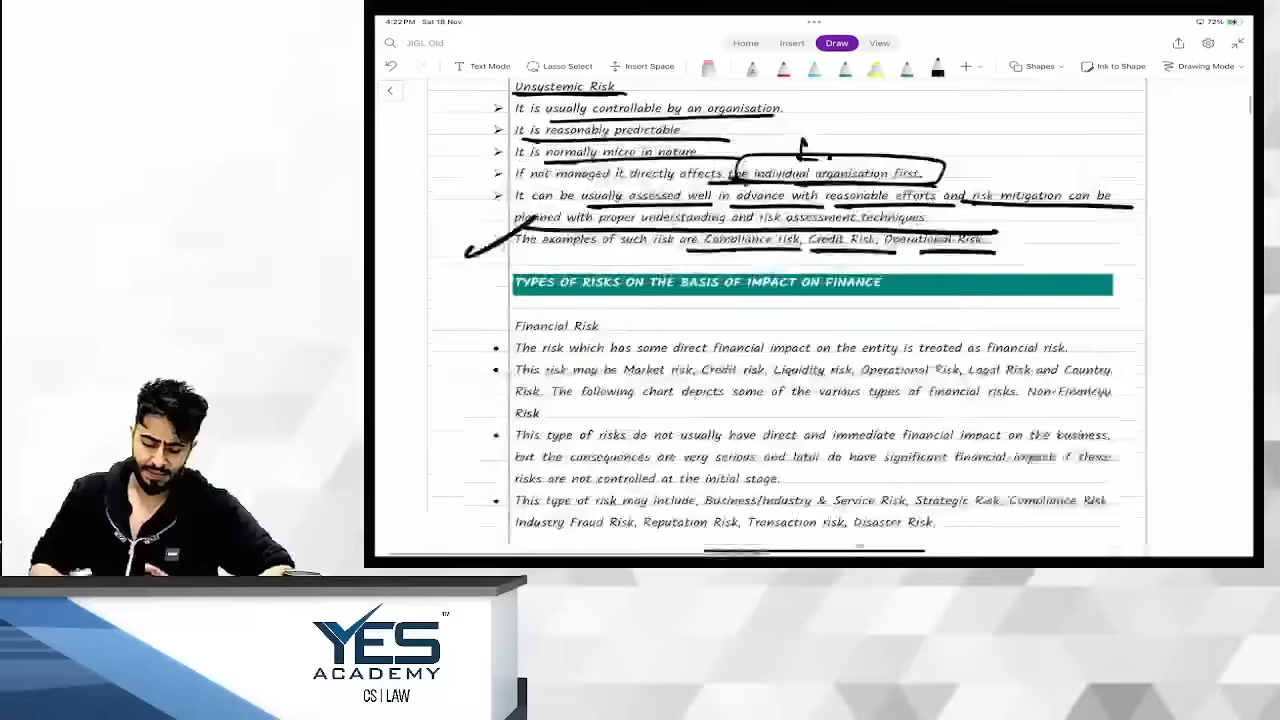 4:22 PM Sat 18 Nov
72%
JIGL Old
Home Insert Draw View
Text Mode Lasso Select Insert Space Shapes Ink to Shape Drawing Mode
Unsystemic Risk
It is usually controllable by an organisation.
It is reasonably predictable
It is normally micro in nature
If not managed it directly affects the individual organisation first.
It can be usually assessed well in advance with reasonable efforts and risk mitigation can be
planned with proper understanding and risk assessment techniques.
The examples of such risk are Compliance risk, Credit Risk, Operational Risk.
TYPES OF RISKS ON THE BASIS OF IMPACT ON FINANCE
Financial Risk
The risk which has some direct financial impact on the entity is treated as financial risk.
This risk may be Market risk, Credit risk, Liquidity risk, Operational Risk, Legal Risk and Country
Risk. The following chart depicts some of the various types of financial risks. Non-Financial
Risk
This type of risks do not usually have direct and immediate financial impact on the business,
but the consequences are very serious and later do have significant financial impact if these
risks are not controlled at the initial stage.
This type of risk may include, Business/Industry & Service Risk, Strategic Risk, Compliance Risk
Industry Fraud Risk, Reputation Risk, Transaction risk, Disaster Risk.
YES™
ACADEMY
CS | LAW